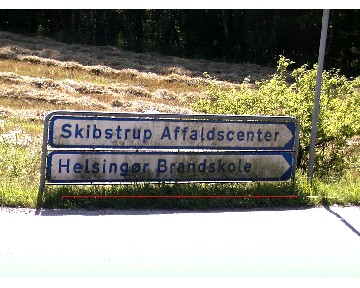 Skibstrup Affaldscenter
Helsingør Brandskole